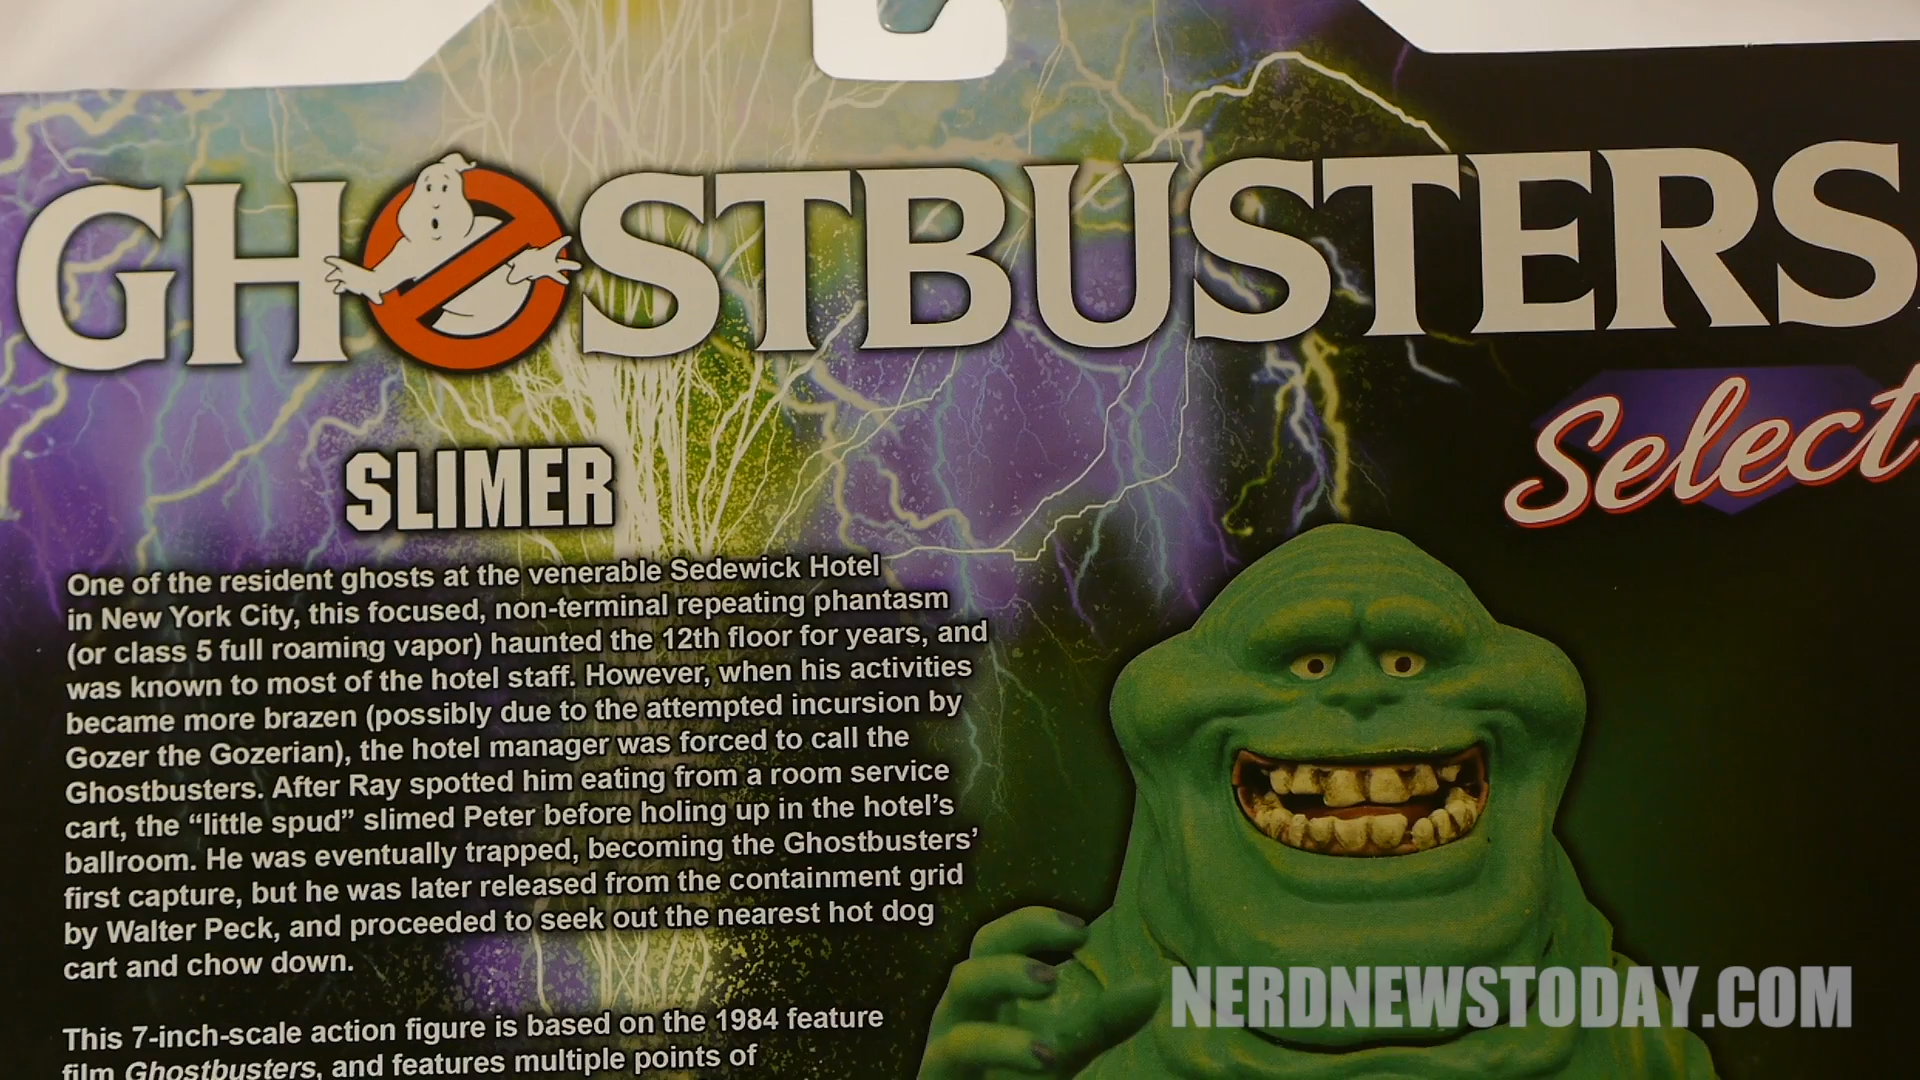 GHOSTBUSTERS
Select
SLIMER
One of the resident ghosts at the venerable Sedewick Hotel
in New York City, this focused, non-terminal repeating phantasm
(or class 5 full roaming vapor) haunted the 12th floor for years, and
was known to most of the hotel staff. However, when his activities
became more brazen (possibly due to the attempted incursion by
Gozer the Gozerian), the hotel manager was forced to call the
Ghostbusters. After Ray spotted him eating from a room service
cart, the “little spud” slimed Peter before holing up in the hotel’s
ballroom. He was eventually trapped, becoming the Ghostbusters’
first capture, but he was later released from the containment grid
by Walter Peck, and proceeded to seek out the nearest hot dog
cart and chow down.
This 7-inch-scale action figure is based on the 1984 feature
film Ghostbusters, and features multiple points of
NERDNEWSTODAY.COM